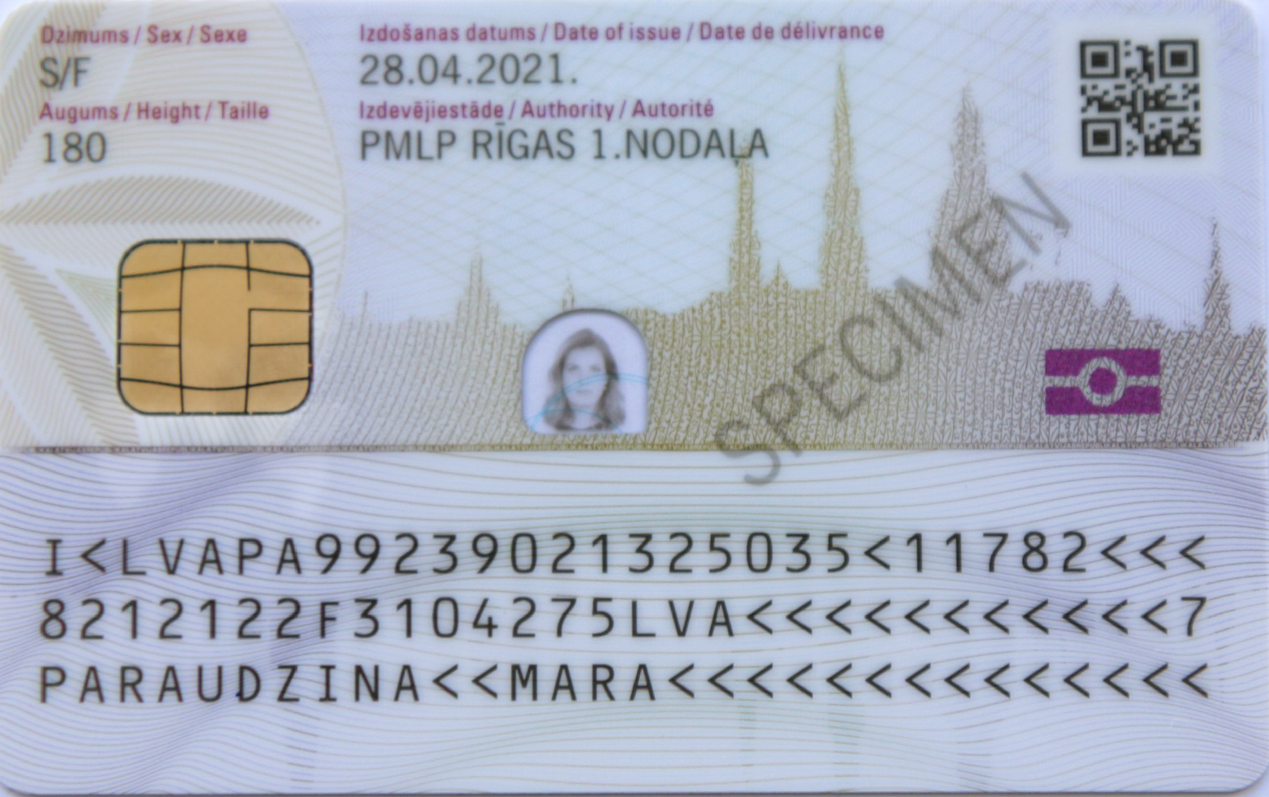 Dzimums / Sex / Sexe
S/F
Augums / Height / Taille
180
Izdošanas datums / Date of issue / Date de délivrance
28.04.2021.
Izdevējiestāde / Authority / Autorité
PMLP RĪGAS 1.NODAĻA
SPECIMEN
I<LVAPA99239021325035<11782<<<
8212122F3104275LVA<<<<<<<<<<<7
PARAUDZINA<<MARA<<<<<<<<<<<<<<